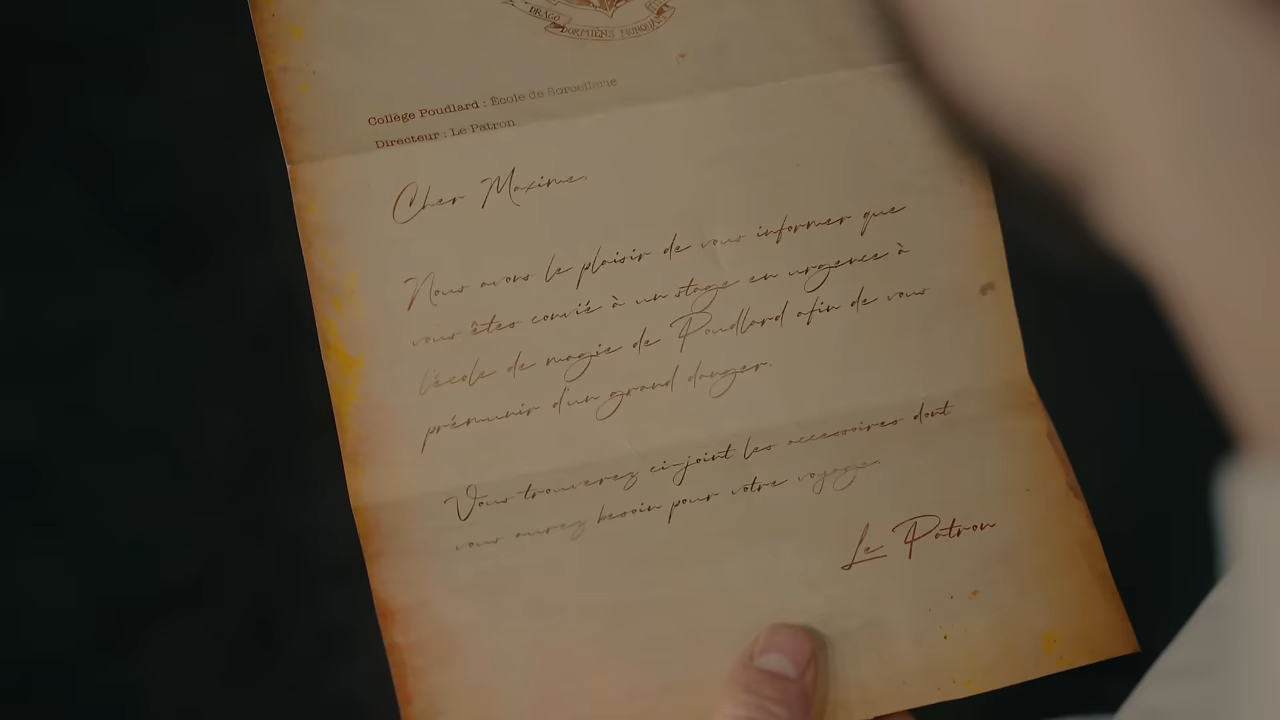 DRACO DORMIENS NUNQUAM
Collège Poudlard : École de Sorcellerie
Directeur : Le Patron
Cher Maxime,
Nous avons le plaisir de vous informer que
vous êtes convié à un stage en urgence à
l'école de magie de Poudlard afin de vous
prémunir d'un grand danger.
Vous trouverez ci-joint les accessoires dont
vous aurez besoin pour votre voyage.
Le Patron